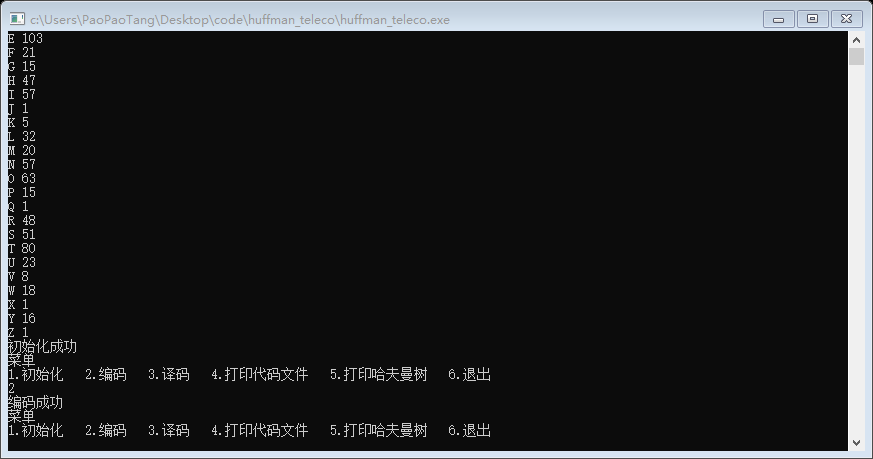 c:\Users\PaoPaoTang\Desktop\code\huffman_teleco\huffman_teleco.exe
E 103
F 21
G 15
H 47
I 57
J 1
K 5
L 32
M 20
N 57
O 63
P 15
Q 1
R 48
S 51
T 80
U 23
V 8
W 18
X 1
Y 16
Z 1
初始化成功
菜单
1.初始化   2.编码   3.译码   4.打印代码文件   5.打印哈夫曼树   6.退出
2
编码成功
菜单
1.初始化   2.编码   3.译码   4.打印代码文件   5.打印哈夫曼树   6.退出